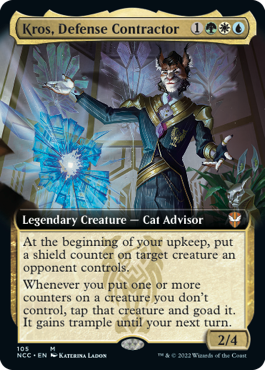 Kros, Defense Contractor 1
Legendary Creature — Cat Advisor
At the beginning of your upkeep, put
a shield counter on target creature an
opponent controls.
Whenever you put one or more
counters on a creature you don't
control, tap that creature and goad it.
It gains trample until your next turn.
2/4
105 M
NCC • EN KATERINA LADON
™ & © 2022 Wizards of the Coast